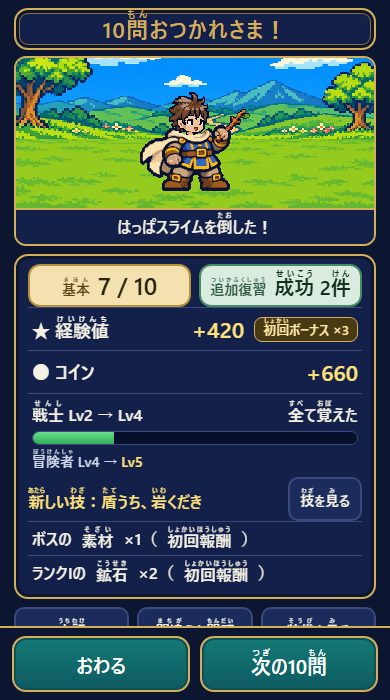 10問おつかれさま！
はっぱスライムを倒した！
基本 7 / 10
追加復習 成功 2件
★ 経験値 +420 初回ボーナス ×3
コイン +660
戦士 Lv2 → Lv4 全て覚えた
冒険者 Lv4 → Lv5
新しい技：盾うち、岩くだき 技を見る
ボスの 素材 ×1（ 初回報酬 ）
ランクIの 鉱石 ×2（ 初回報酬 ）
おわる
次の10問